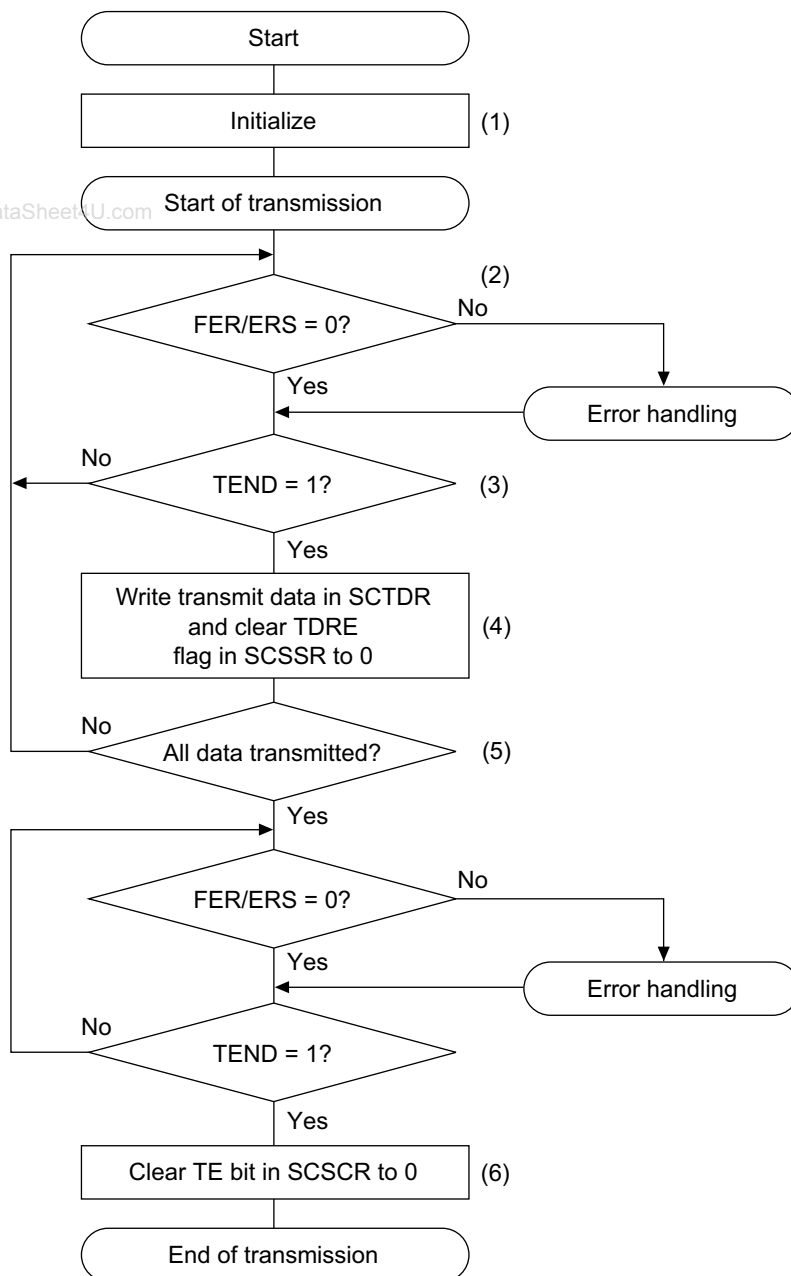 Start
Initialize
(1)
ataSheet4U.com
Start of transmission
(2)
FER/ERS = 0?
No
Yes
Error handling
No
TEND = 1?
(3)
Yes
Write transmit data in SCTDR
and clear TDRE
flag in SCSSR to 0
(4)
No
All data transmitted?
(5)
Yes
FER/ERS = 0?
No
Yes
Error handling
No
TEND = 1?
Yes
Clear TE bit in SCSCR to 0
(6)
End of transmission